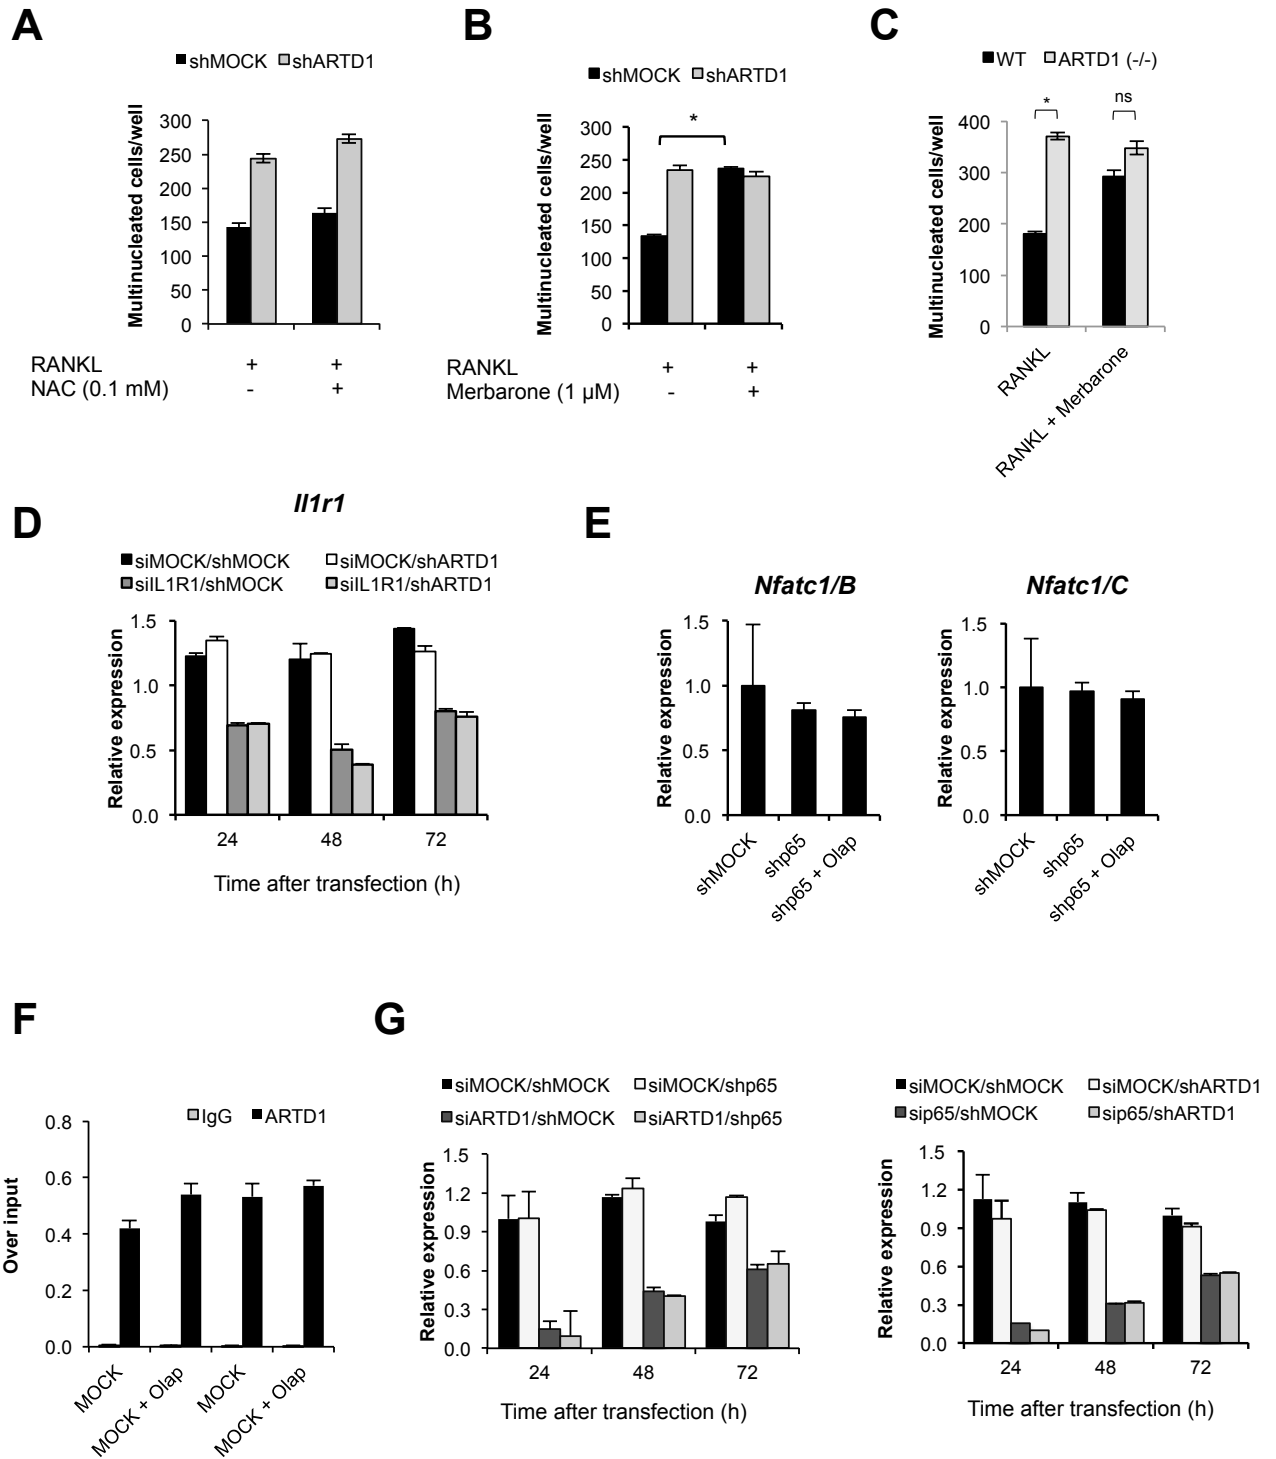 A
shMOCK shARTD1
Multinucleated cells/well
300
250
200
150
100
50
0
RANKL + +
NAC (0.1 mM) - +
B
shMOCK shARTD1
*
Multinucleated cells/well
300
250
200
150
100
50
0
RANKL + +
Merbarone (1 µM) - +
C
WT ARTD1 (-/-)
* ns
Multinucleated cells/well
400
300
200
100
0
RANKL
RANKL + Merbarone
D
Il1r1
siMOCK/shMOCK siMOCK/shARTD1
siIL1R1/shMOCK siIL1R1/shARTD1
Relative expression
1.5
1.0
0.5
0.0
24 48 72
Time after transfection (h)
E
Nfatc1/B
Relative expression
1.5
1.0
0.5
0.0
shMOCK
shp65
shp65 + Olap
Nfatc1/C
Relative expression
1.5
1.0
0.5
0.0
shMOCK
shp65
shp65 + Olap
F
IgG ARTD1
Over input
0.8
0.6
0.4
0.2
0.0
MOCK
MOCK + Olap
MOCK
MOCK + Olap
G
siMOCK/shMOCK siMOCK/shp65
siARTD1/shMOCK siARTD1/shp65
Relative expression
1.5
1.2
0.9
0.6
0.3
0.0
24 48 72
Time after transfection (h)
siMOCK/shMOCK siMOCK/shARTD1
sip65/shMOCK sip65/shARTD1
Relative expression
1.5
1.2
0.9
0.6
0.3
0.0
24 48 72
Time after transfection (h)